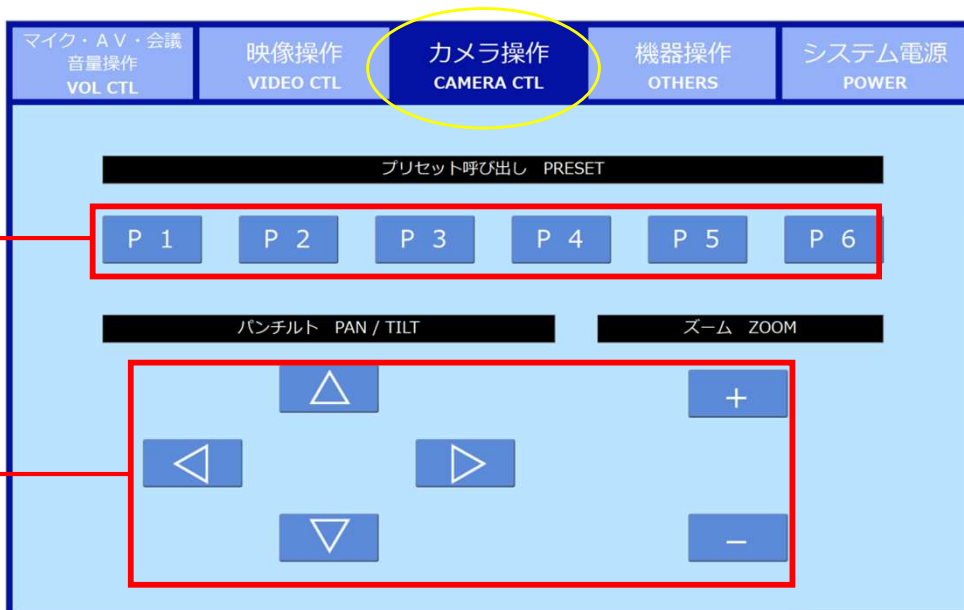 マイク・AV・会議
音量操作
VOL CTL
映像操作
VIDEO CTL
カメラ操作
CAMERA CTL
機器操作
OTHERS
システム電源
POWER
プリセット呼び出し PRESET
P 1
P 2
P 3
P 4
P 5
P 6
パンチルト PAN / TILT
ズーム ZOOM
+
−